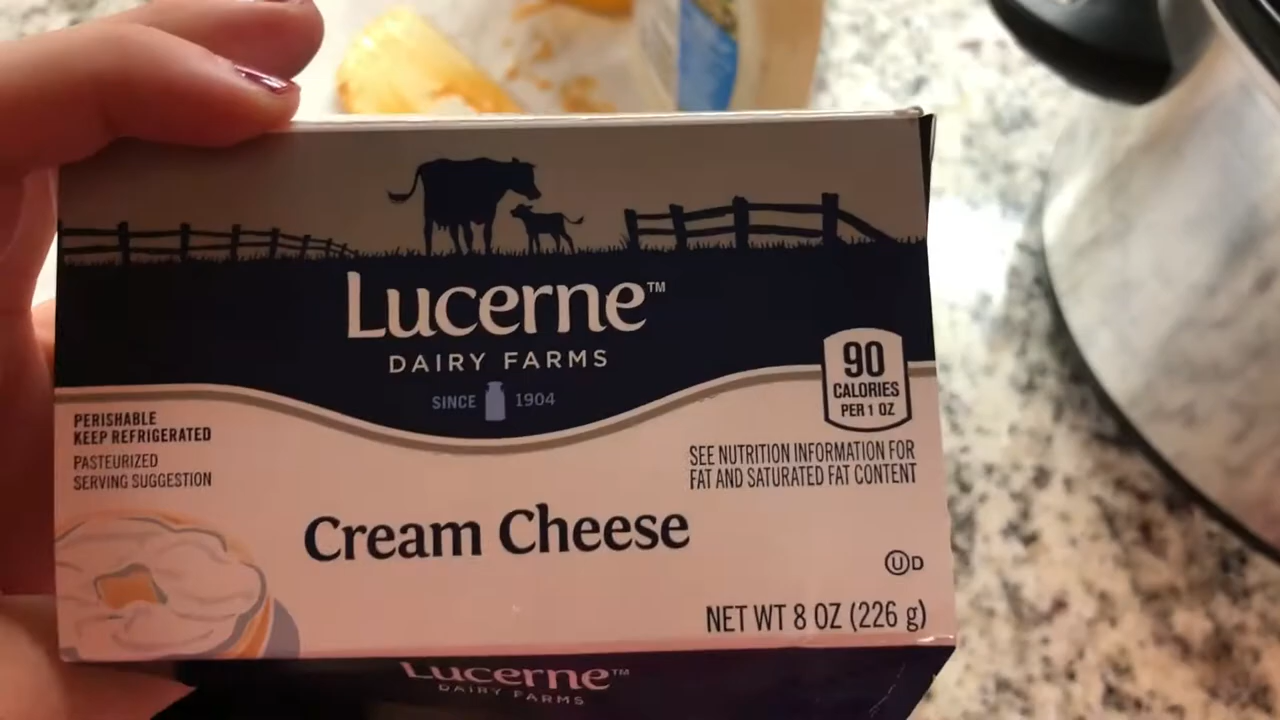 Lucerne™
DAIRY FARMS
SINCE 1904
90
CALORIES
PER 1 OZ
PERISHABLE
KEEP REFRIGERATED
PASTEURIZED
SERVING SUGGESTION
SEE NUTRITION INFORMATION FOR
FAT AND SATURATED FAT CONTENT
Cream Cheese
UD
NET WT 8 OZ (226 g)
Lucerne™
DAIRY FARMS